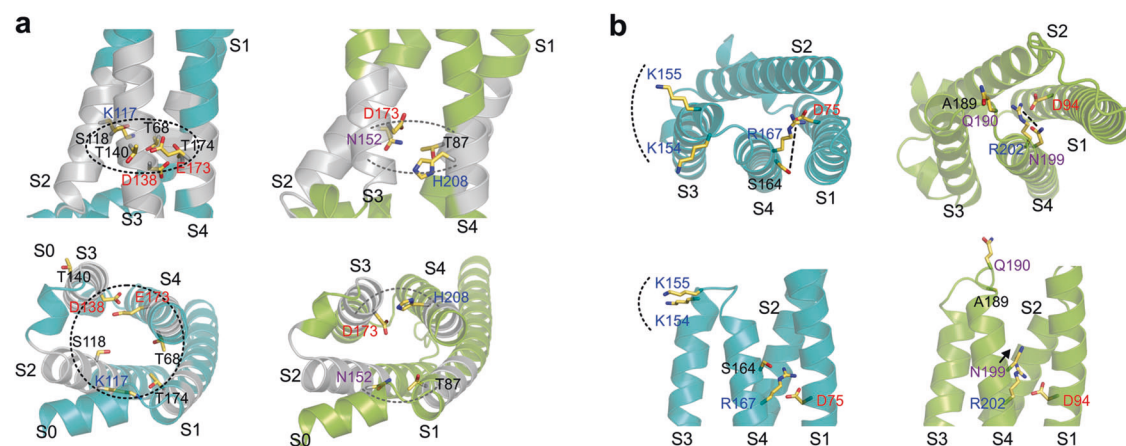 a
S1
K117
T68
S118
T140
T174
D138
E173
S2
S3
S4
S1
D173
N152
T87
H208
S2
S3
S4
S0
S3
T140
S4
D138
E173
S118
T68
S2
K117
T174
S0
S1
S3
S4
H208
D173
S2
N152
T87
S0
S1
b
S2
K155
D75
R167
K154
S164
S3
S4
S1
S2
A189
D94
Q190
R202
N199
S1
S3
S4
K155
S2
K154
S164
R167
D75
S3
S4
S1
Q190
A189
S2
N199
R202
D94
S3
S4
S1